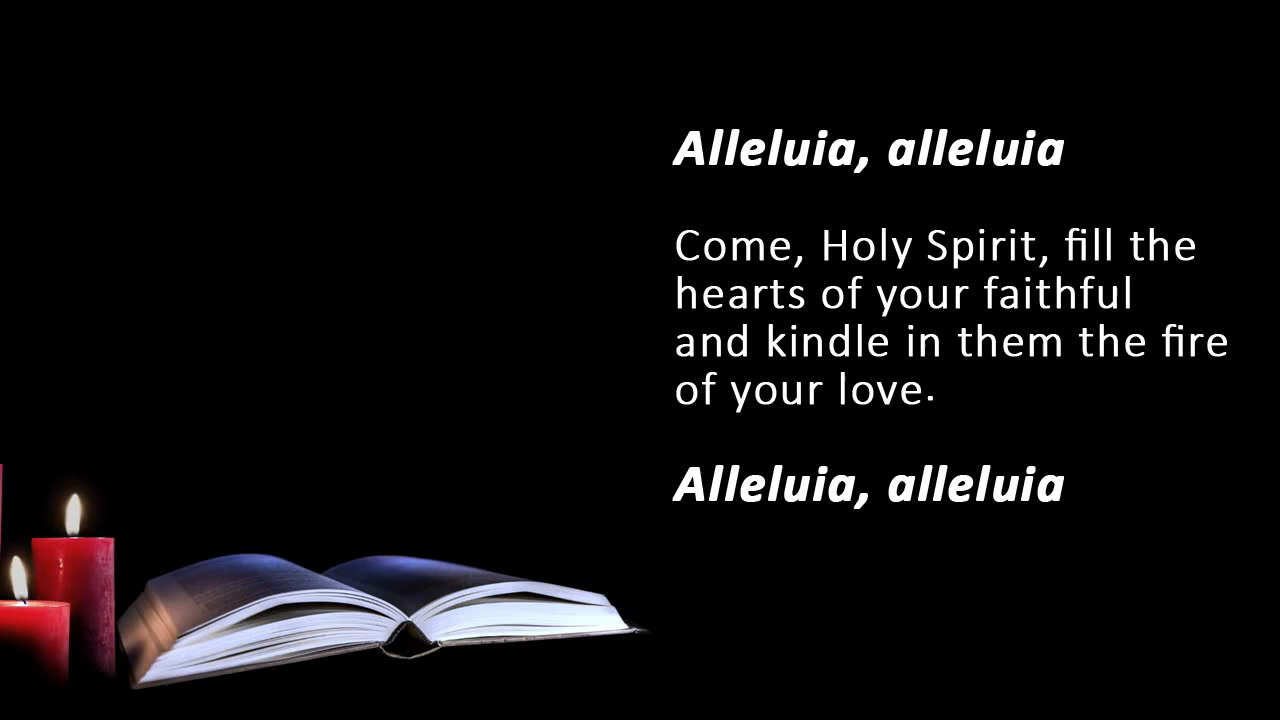 Alleluia, alleluia
Come, Holy Spirit, fill the
hearts of your faithful
and kindle in them the fire
of your love.
Alleluia, alleluia